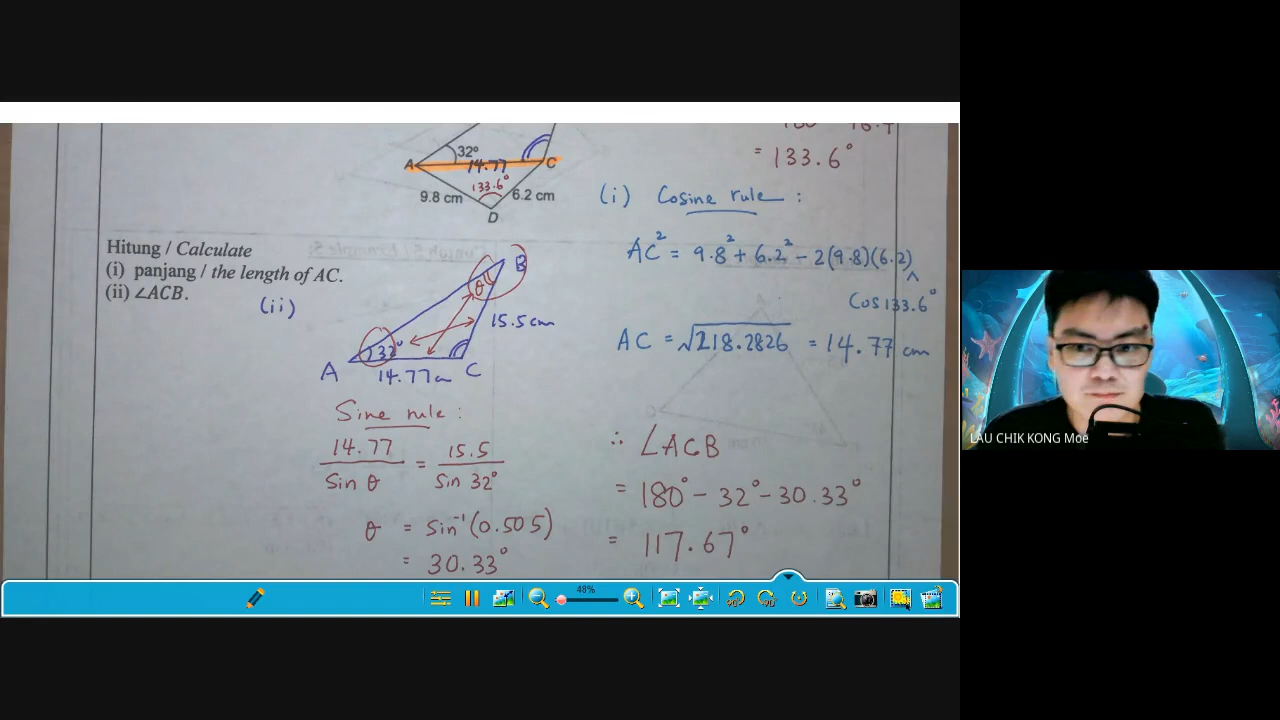 = 133.6°
A 32° 14.77 C
133.6°
9.8 cm 6.2 cm
D
(i) Cosine rule :
AC² = 9.8² + 6.2² - 2(9.8)(6.2)
Cos 133.6°
AC = √218.2826 = 14.77 cm
Hitung / Calculate
(i) panjang / the length of AC.
(ii) ∠ACB.
(ii)
B
θ
15.5 cm
32°
A 14.77 cm C
Sine rule :
14.77 / Sin θ = 15.5 / Sin 32°
θ = Sin⁻¹(0.505)
= 30.33°
∴ ∠ACB
= 180° - 32° - 30.33°
= 117.67°
48%
LAU CHIK KONG Moe